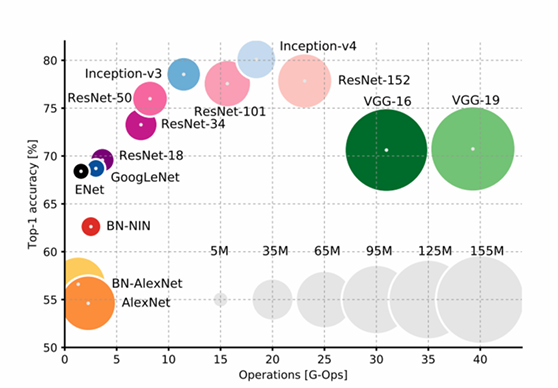 Inception-v4
80
Inception-v3
ResNet-152
ResNet-50
VGG-16
VGG-19
75
ResNet-101
ResNet-34
Top-1 accuracy [%]
70
ResNet-18
GoogLeNet
ENet
65
BN-NIN
60
5M 35M 65M 95M 125M 155M
BN-AlexNet
55
AlexNet
50
0 5 10 15 20 25 30 35 40
Operations [G-Ops]